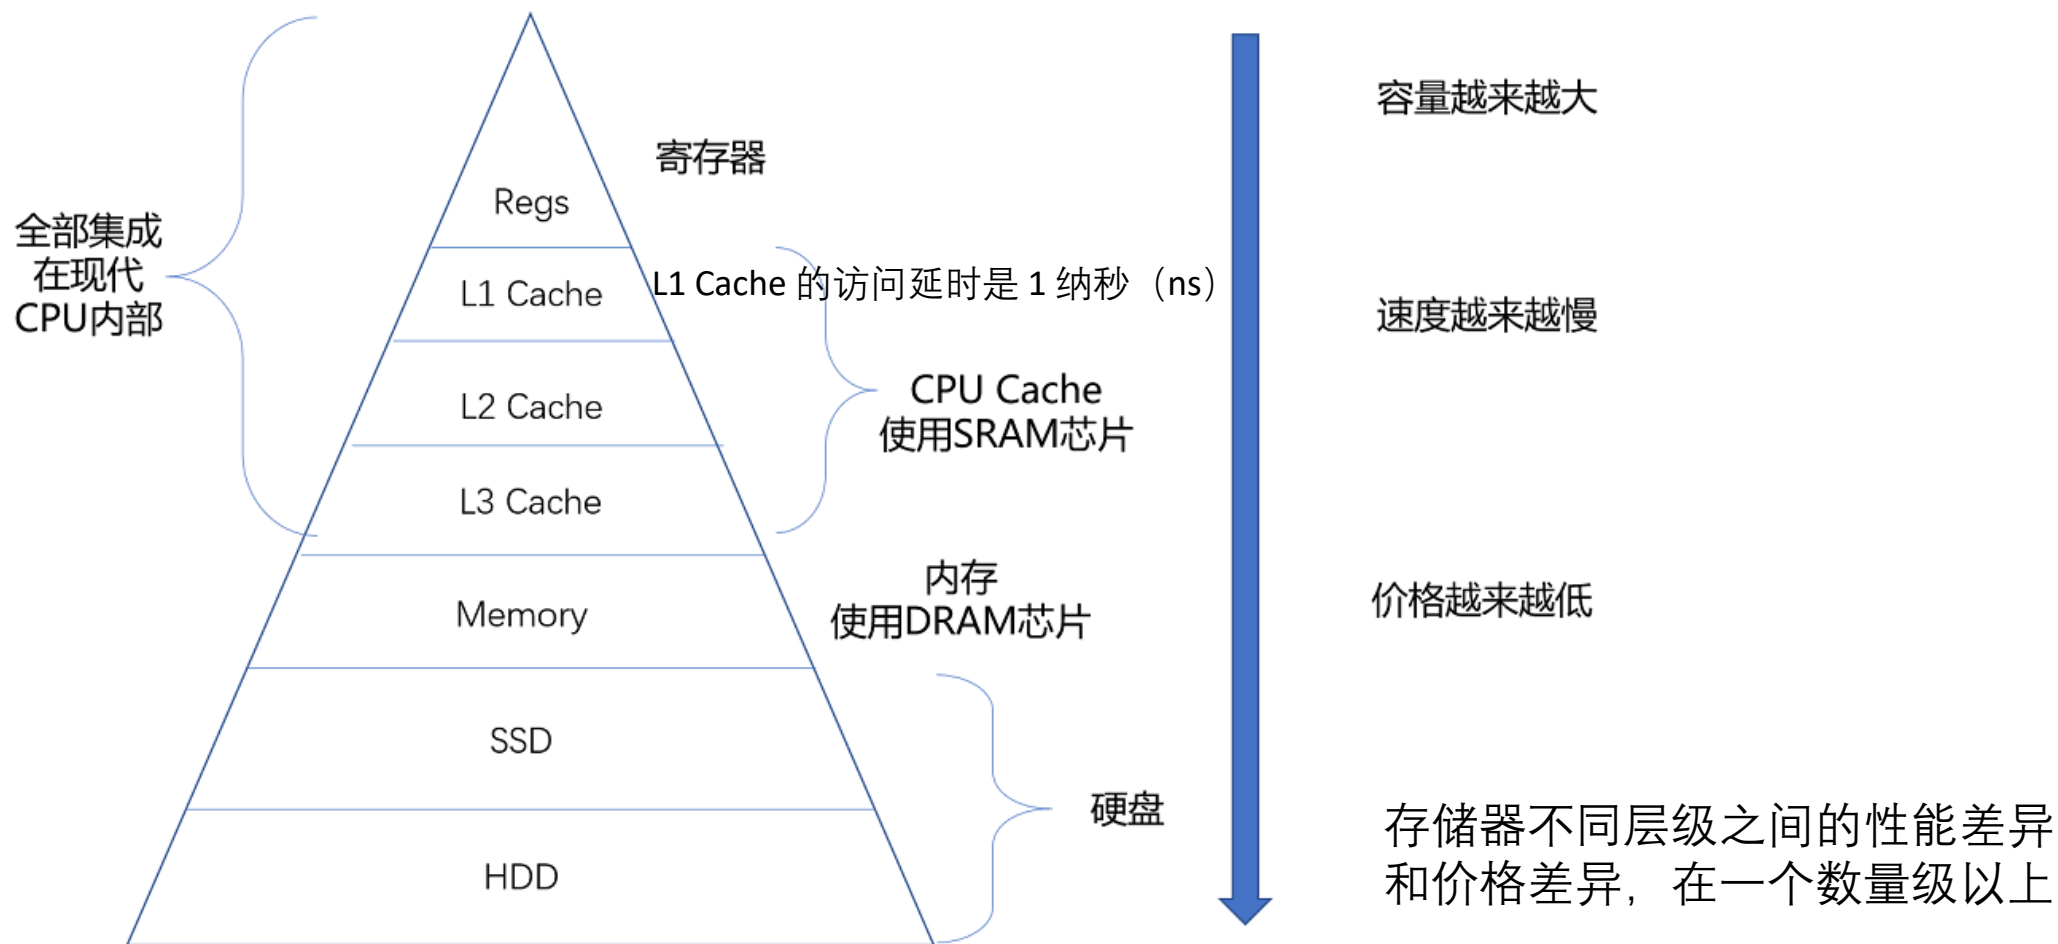 容量越来越大
寄存器
Regs
全部集成
在现代
CPU内部
L1 Cache
L1 Cache 的访问延时是 1 纳秒（ns）
速度越来越慢
L2 Cache
CPU Cache
使用SRAM芯片
L3 Cache
内存
使用DRAM芯片
Memory
价格越来越低
SSD
硬盘
HDD
存储器不同层级之间的性能差异
和价格差异，在一个数量级以上